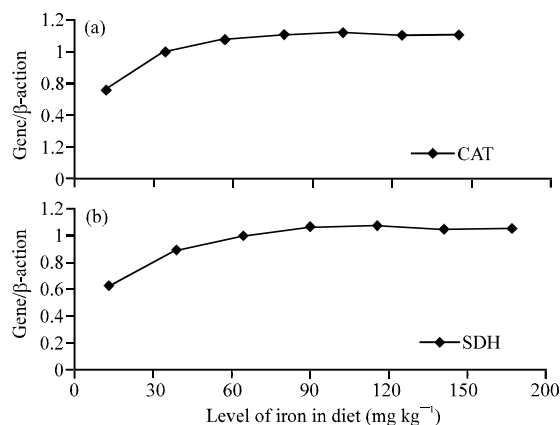 (a)
Gene/β-action
1.2
1
0.8
0.4
1.2
0
CAT
(b)
Gene/β-action
1.2
1
0.8
0.6
0.4
0.2
0
SDH
0 30 60 90 120 150 200
Level of iron in diet (mg kg⁻¹)